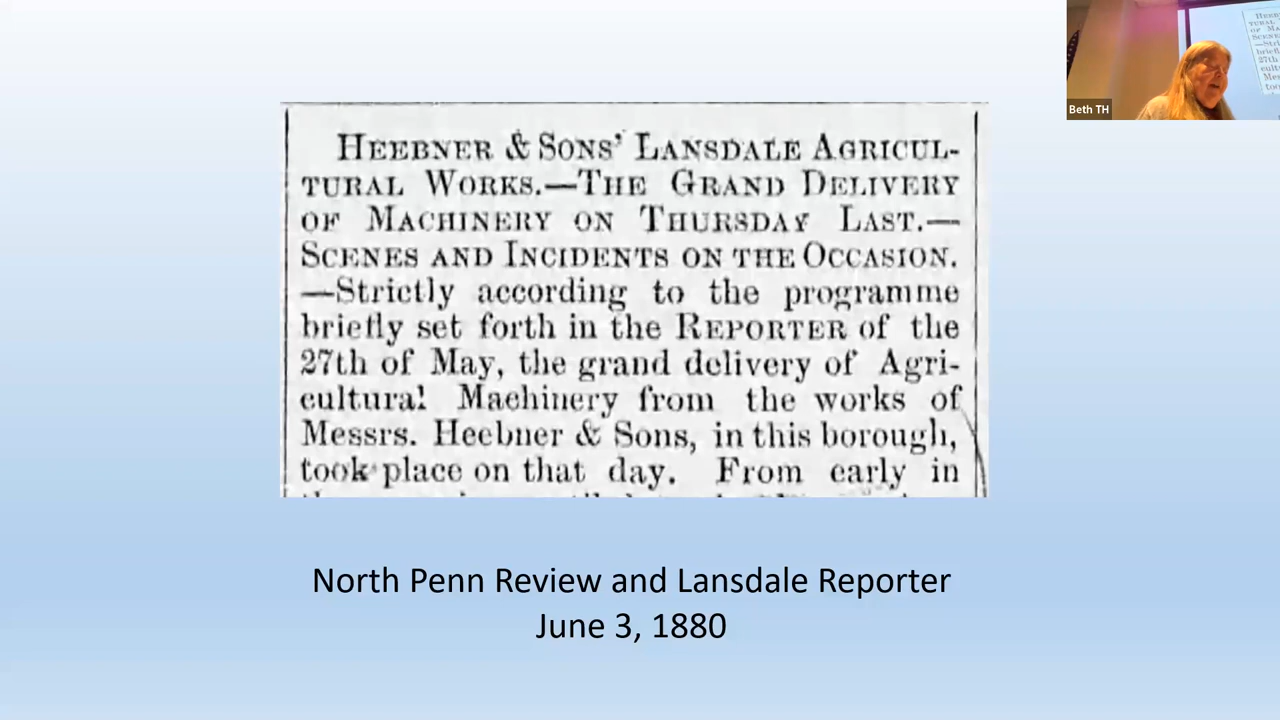 HEEBNER & SONS' LANSDALE AGRICUL-
TURAL WORKS.—THE GRAND DELIVERY
OF MACHINERY ON THURSDAY LAST.—
SCENES AND INCIDENTS ON THE OCCASION.
—Strictly according to the programme
briefly set forth in the REPORTER of the
27th of May, the grand delivery of Agri-
cultural Machinery from the works of
Messrs. Heebner & Sons, in this borough,
took place on that day. From early in
North Penn Review and Lansdale Reporter
June 3, 1880
Beth TH